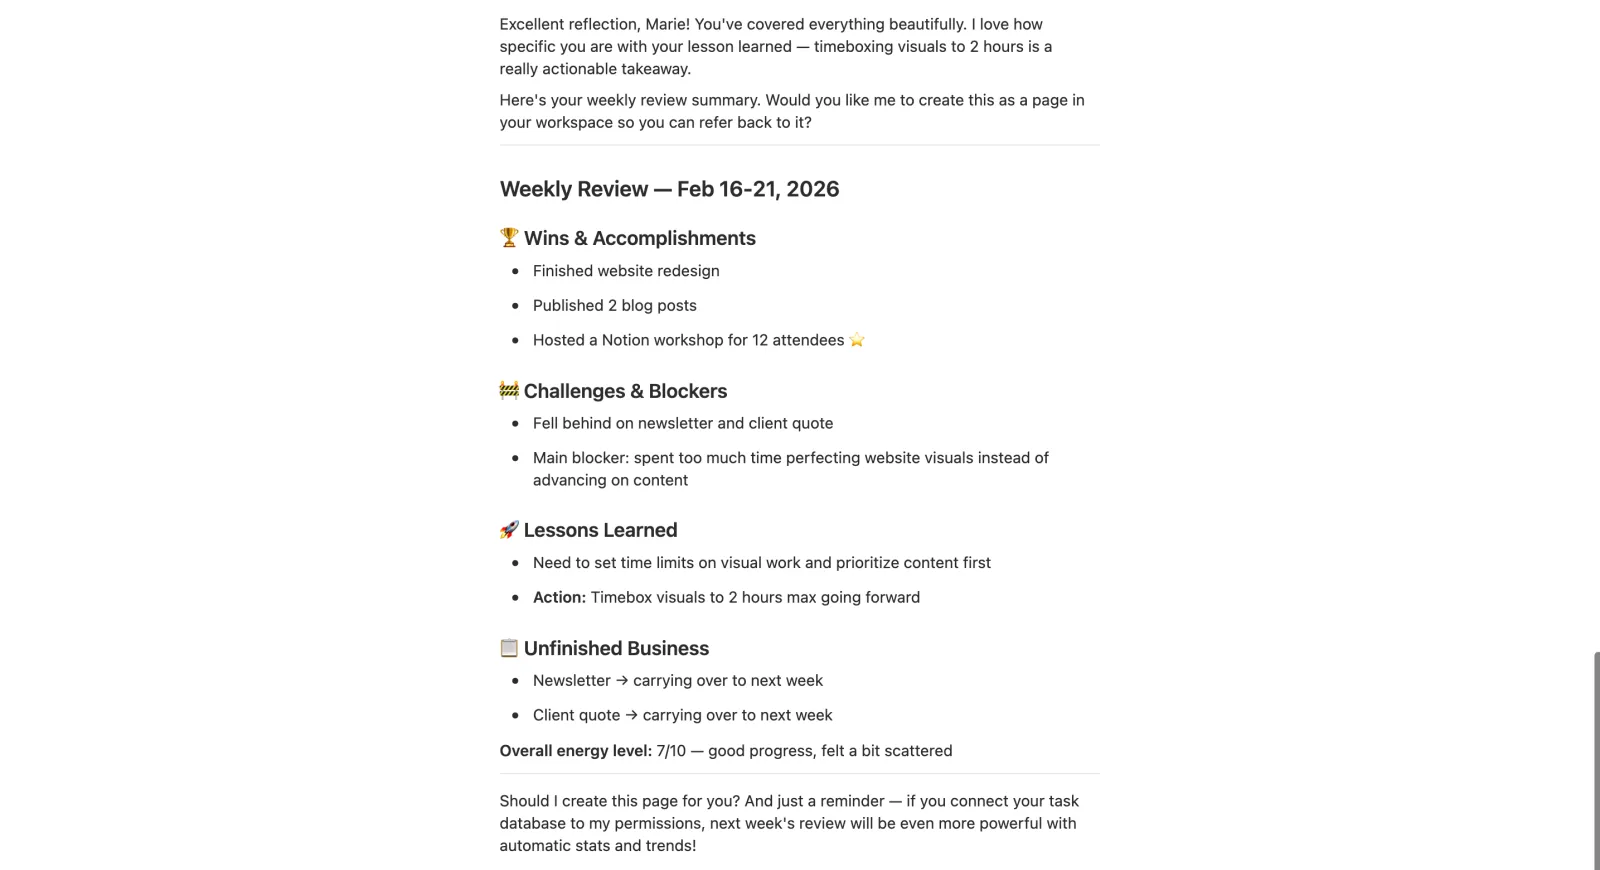 Excellent reflection, Marie! You've covered everything beautifully. I love how
specific you are with your lesson learned — timeboxing visuals to 2 hours is a
really actionable takeaway.
Here's your weekly review summary. Would you like me to create this as a page in
your workspace so you can refer back to it?
Weekly Review — Feb 16-21, 2026
🏆 Wins & Accomplishments
• Finished website redesign
• Published 2 blog posts
• Hosted a Notion workshop for 12 attendees ⭐
🚧 Challenges & Blockers
• Fell behind on newsletter and client quote
• Main blocker: spent too much time perfecting website visuals instead of
advancing on content
🚀 Lessons Learned
• Need to set time limits on visual work and prioritize content first
• Action: Timebox visuals to 2 hours max going forward
📋 Unfinished Business
• Newsletter → carrying over to next week
• Client quote → carrying over to next week
Overall energy level: 7/10 — good progress, felt a bit scattered
Should I create this page for you? And just a reminder — if you connect your task
database to my permissions, next week's review will be even more powerful with
automatic stats and trends!